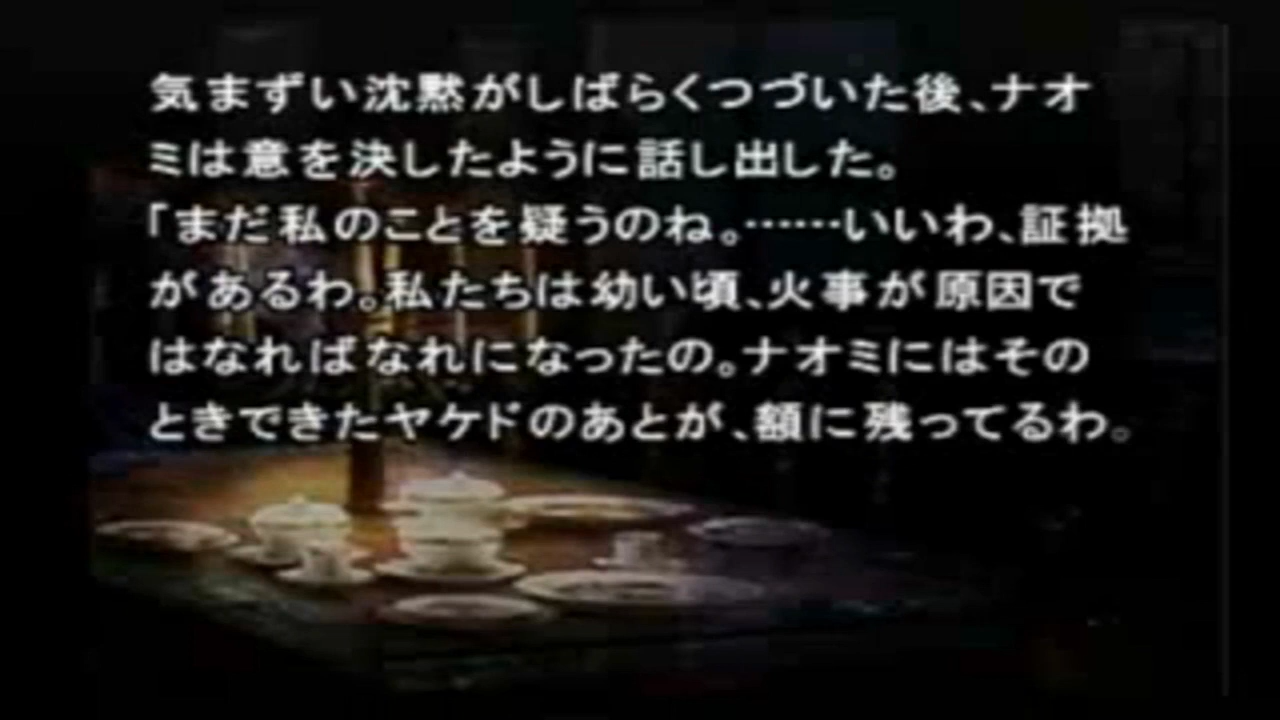 気まずい沈黙がしばらくつづいた後、ナオ
ミは意を決したように話し出した。
「まだ私のことを疑うのね。……いいわ、証拠
があるわ。私たちは幼い頃、火事が原因で
はなればなれになったの。ナオミにはその
ときできたヤケドのあとが、額に残ってるわ。